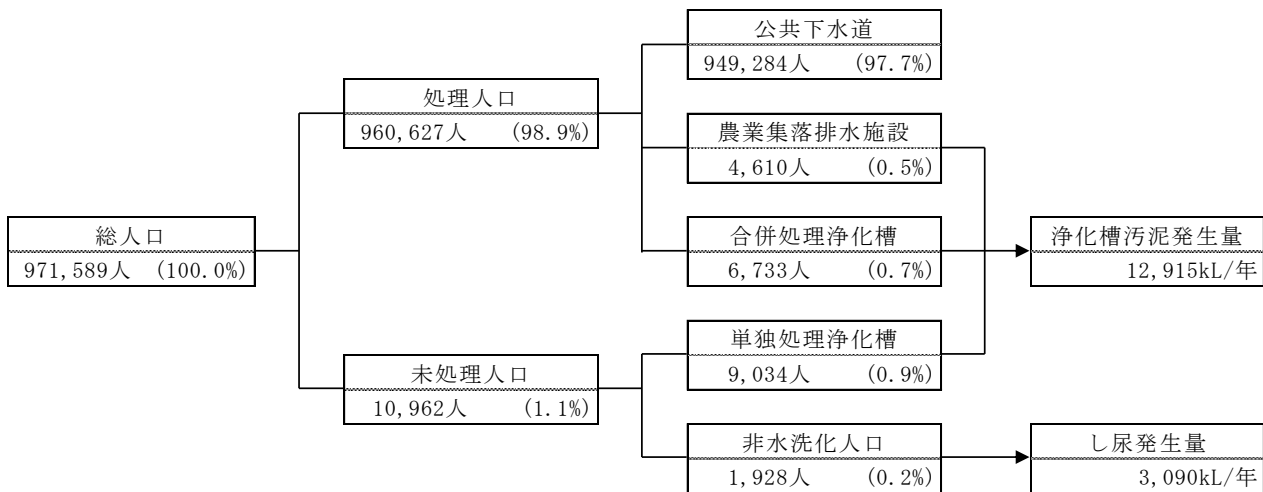 公共下水道
949,284人 (97.7%)
処理人口
960,627人 (98.9%)
農業集落排水施設
4,610人 (0.5%)
総人口
971,589人 (100.0%)
合併処理浄化槽
6,733人 (0.7%)
浄化槽汚泥発生量
12,915kL/年
単独処理浄化槽
9,034人 (0.9%)
未処理人口
10,962人 (1.1%)
非水洗化人口
1,928人 (0.2%)
し尿発生量
3,090kL/年